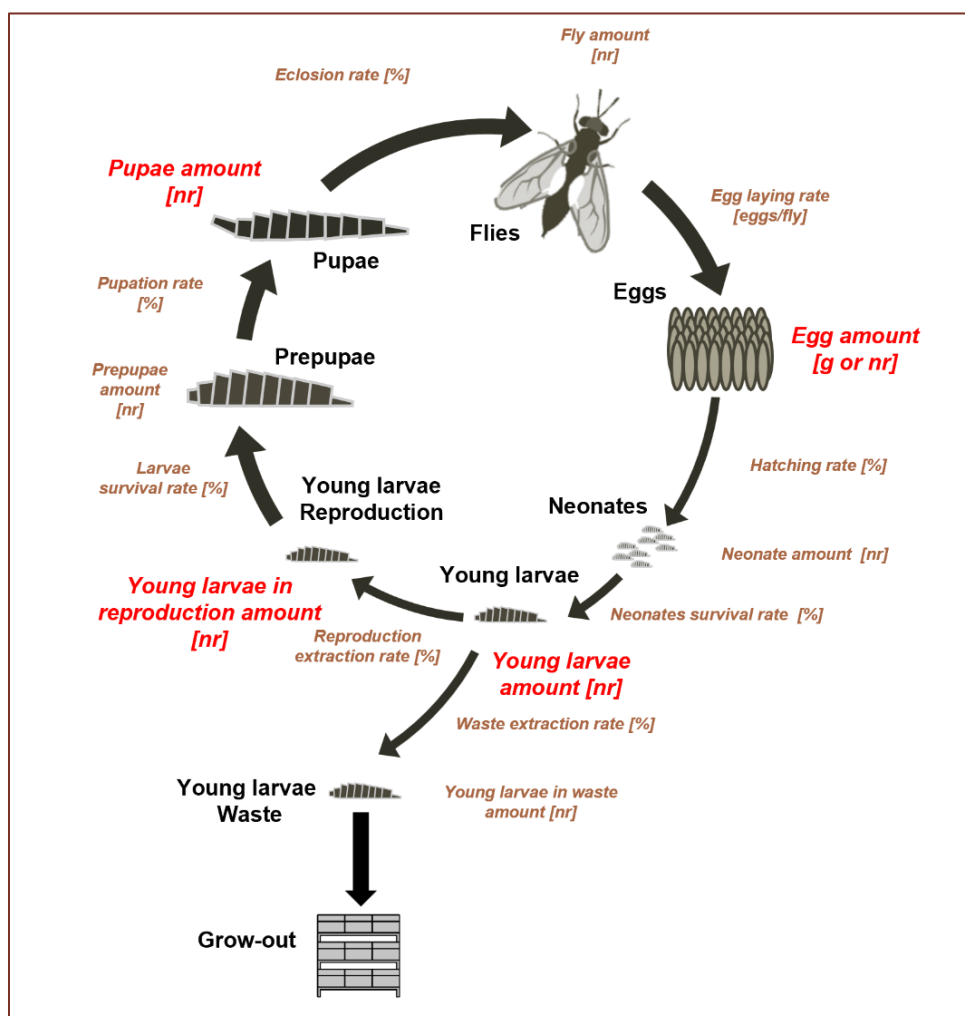 Fly amount
[nr]
Eclosion rate [%]
Pupae amount
[nr]
Egg laying rate
[eggs/fly]
Flies
Pupae
Eggs
Pupation rate
[%]
Egg amount
[g or nr]
Prepupae
Prepupae
amount
[nr]
Larvae
survival rate [%]
Hatching rate [%]
Young larvae
Reproduction
Neonates
Neonate amount [nr]
Young larvae
Young larvae in
reproduction amount
[nr]
Neonates survival rate [%]
Reproduction
extraction rate [%]
Young larvae
amount [nr]
Waste extraction rate [%]
Young larvae
Waste
Young larvae in waste
amount [nr]
Grow-out